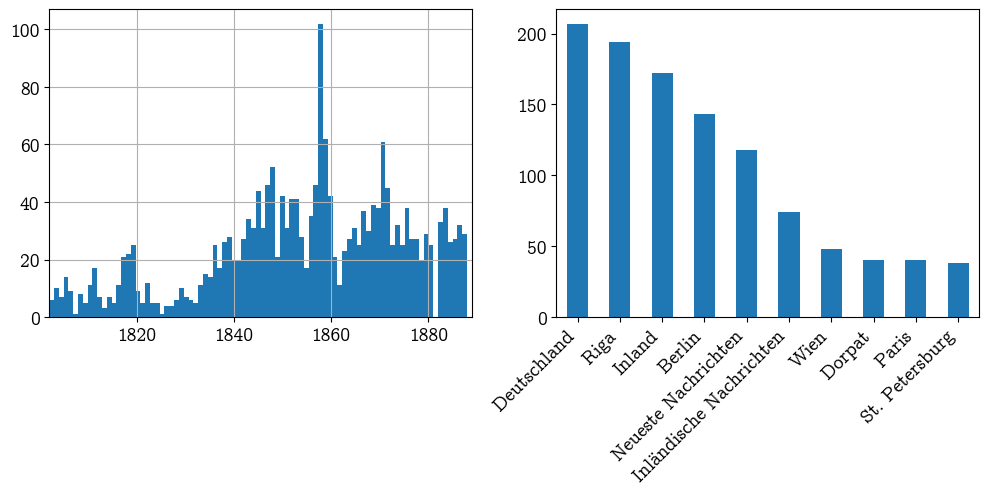 100
80
60
40
20
0
1820
1840
1860
1880
200
150
100
50
0
Deutschland
Riga
Inland
Berlin
Neueste Nachrichten
Inländische Nachrichten
Wien
Dorpat
Paris
St. Petersburg